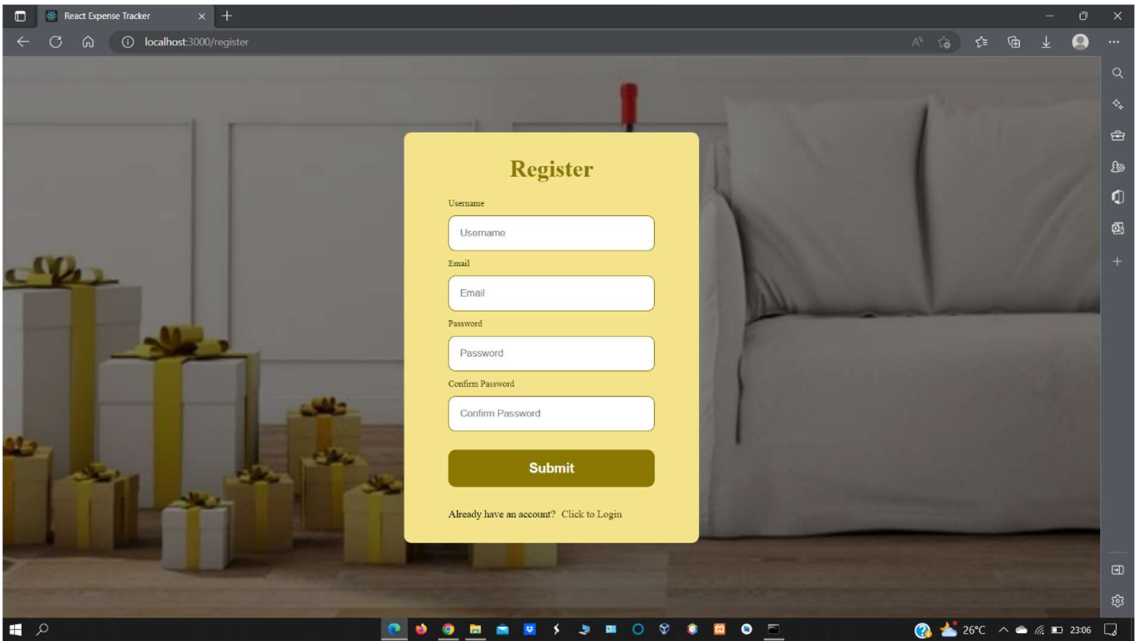 React Expense Tracker
localhost:3000/register
Register
Username
Username
Email
Email
Password
Password
Confirm Password
Confirm Password
Submit
Already have an account? Click to Login
26°C
23:06